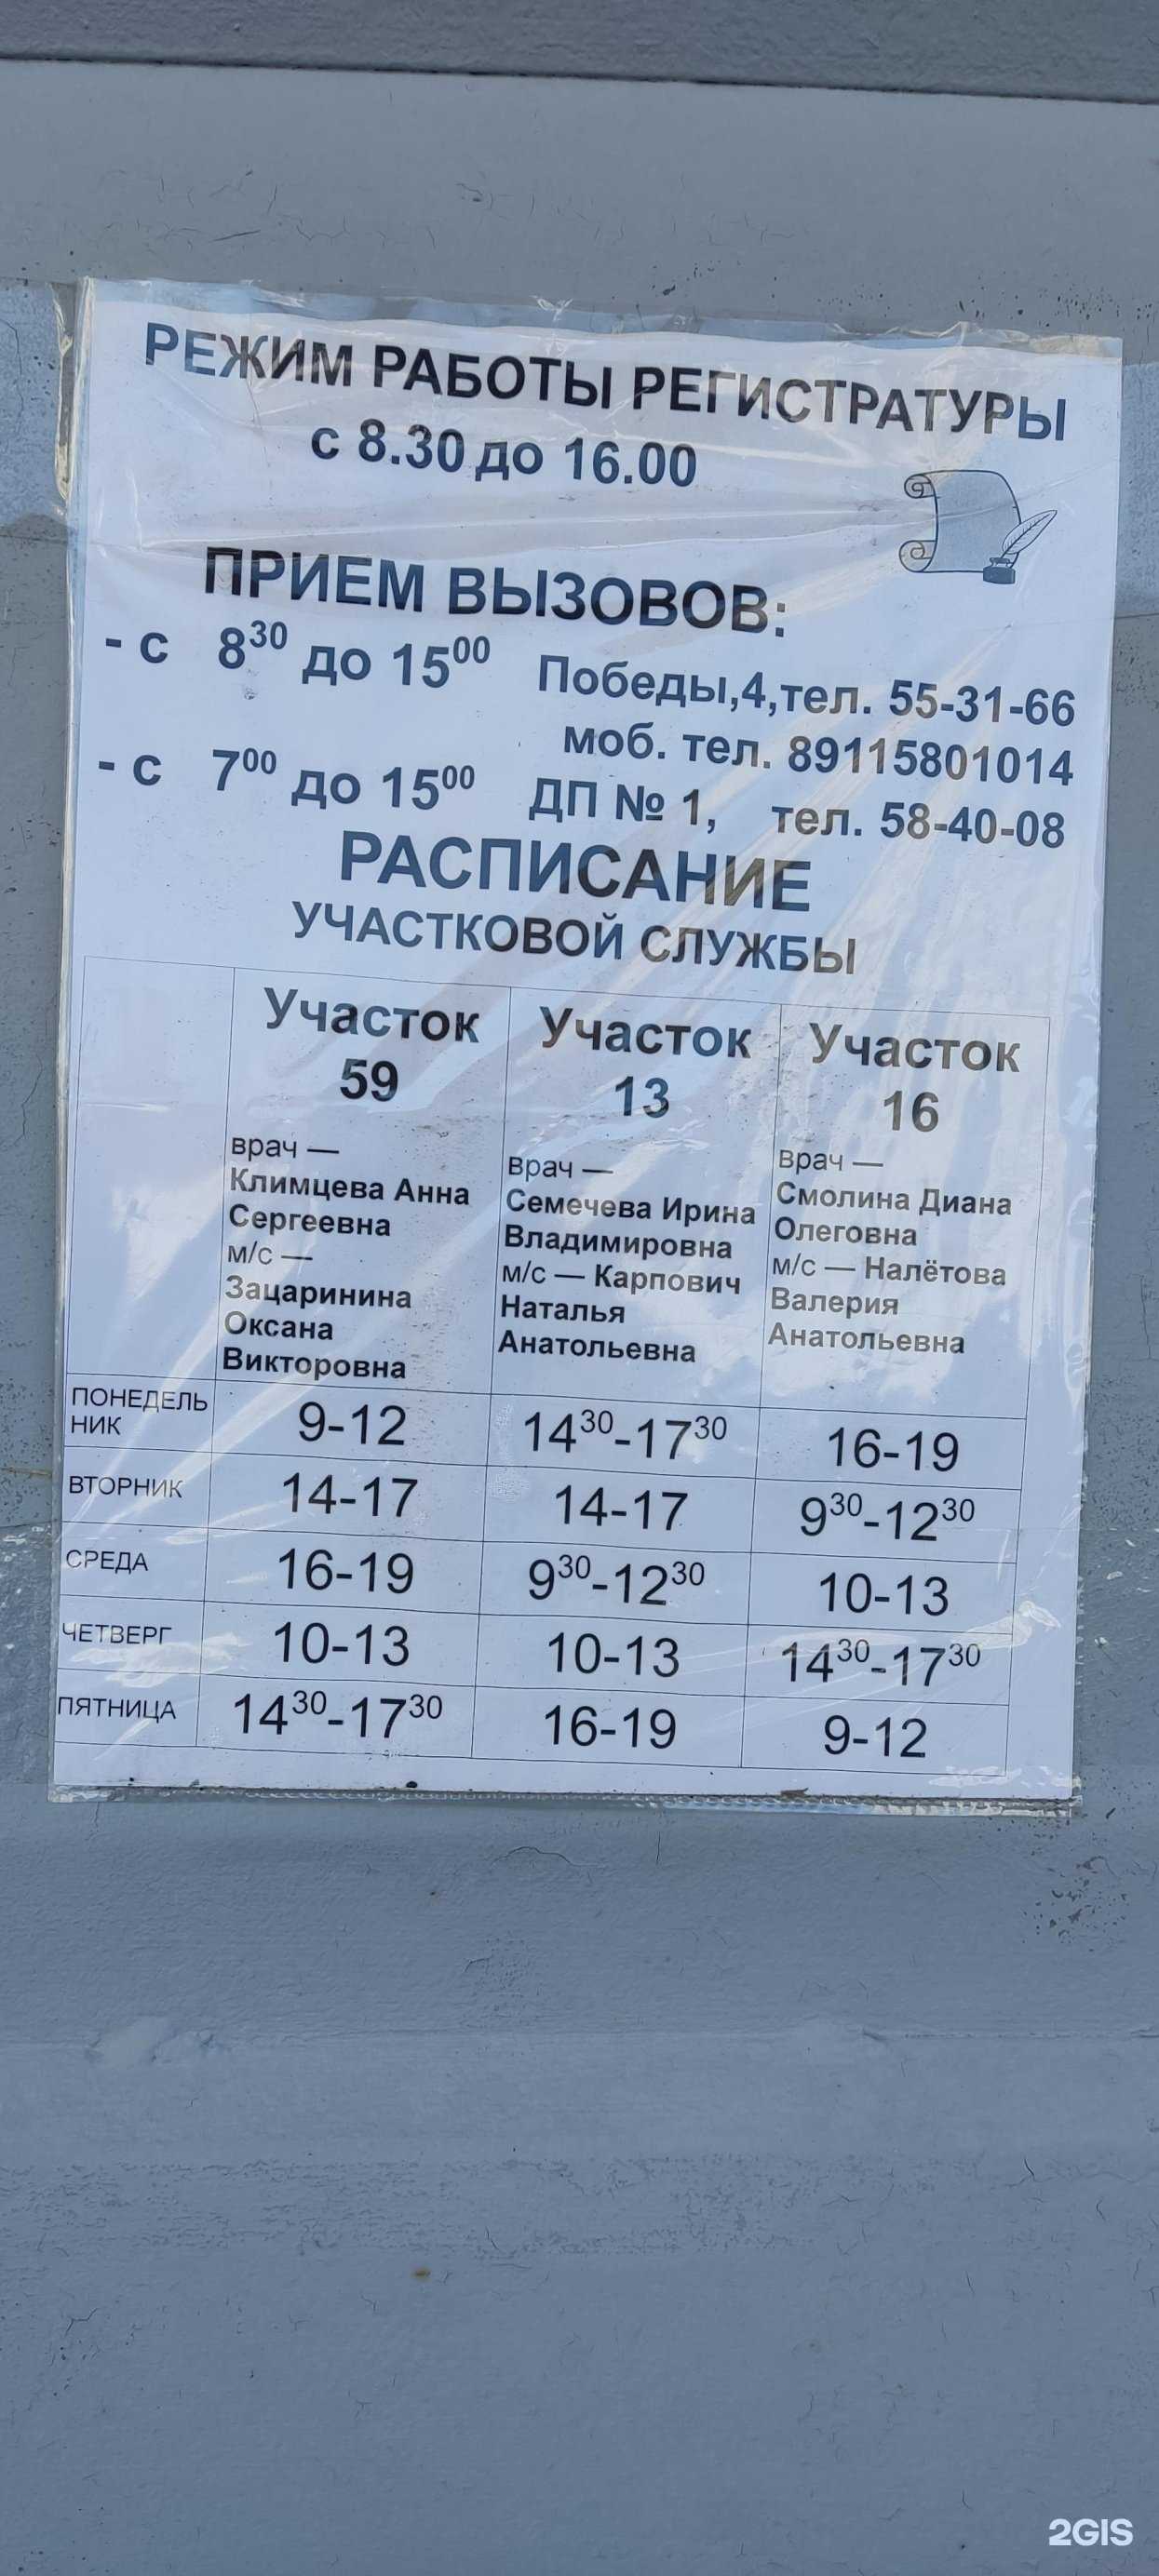 РЕЖИМ РАБОТЫ РЕГИСТРАТУРЫ
с 8.30 до 16.00
ПРИЕМ ВЫЗОВОВ:
- с 8³⁰ до 15⁰⁰ Победы,4,тел. 55-31-66
моб. тел. 89115801014
- с 7⁰⁰ до 15⁰⁰ ДП № 1, тел. 58-40-08
РАСПИСАНИЕ
УЧАСТКОВОЙ СЛУЖБЫ
Участок
59
врач —
Климцева Анна
Сергеевна
м/с —
Зацаринина
Оксана
Викторовна
Участок
13
врач —
Семечева Ирина
Владимировна
м/с — Карпович
Наталья
Анатольевна
Участок
16
врач —
Смолина Диана
Олеговна
м/с — Налётова
Валерия
Анатольевна
ПОНЕДЕЛЬ
НИК
9-12 14³⁰-17³⁰ 16-19
ВТОРНИК 14-17 14-17 9³⁰-12³⁰
СРЕДА 16-19 9³⁰-12³⁰ 10-13
ЧЕТВЕРГ 10-13 10-13 14³⁰-17³⁰
ПЯТНИЦА 14³⁰-17³⁰ 16-19 9-12
2GIS